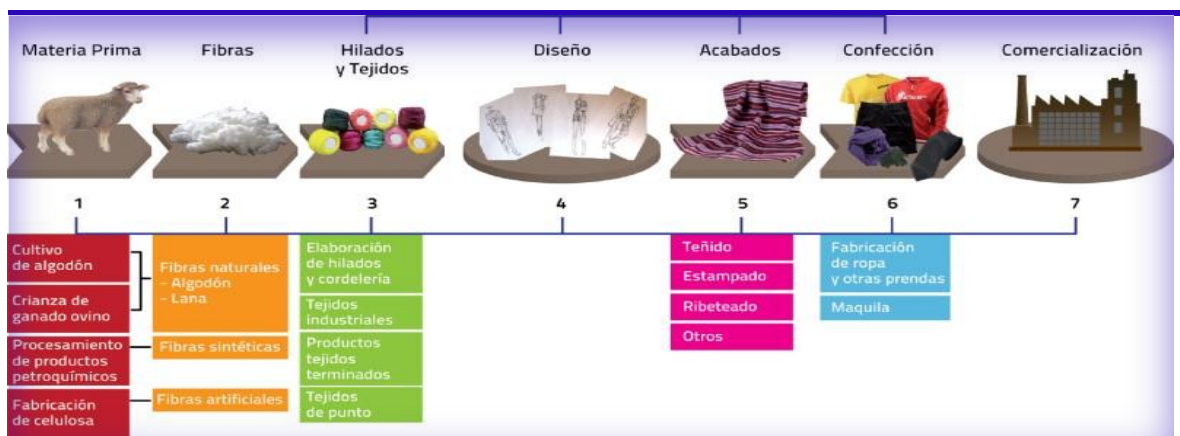 Materia Prima
Fibras
Hilados
y Tejidos
Diseño
Acabados
Confección
Comercialización
1
2
3
4
5
6
7
Cultivo
de algodón
Crianza de
ganado ovino
Procesamiento
de productos
petroquímicos
Fabricación
de celulosa
Fibras naturales
- Algodón
- Lana
Fibras sintéticas
Fibras artificiales
Elaboración
de hilados
y cordelería
Tejidos
industriales
Productos
tejidos
terminados
Tejidos
de punto
Teñido
Estampado
Ribeteado
Otros
Fabricación
de ropa
y otras prendas
Maquila